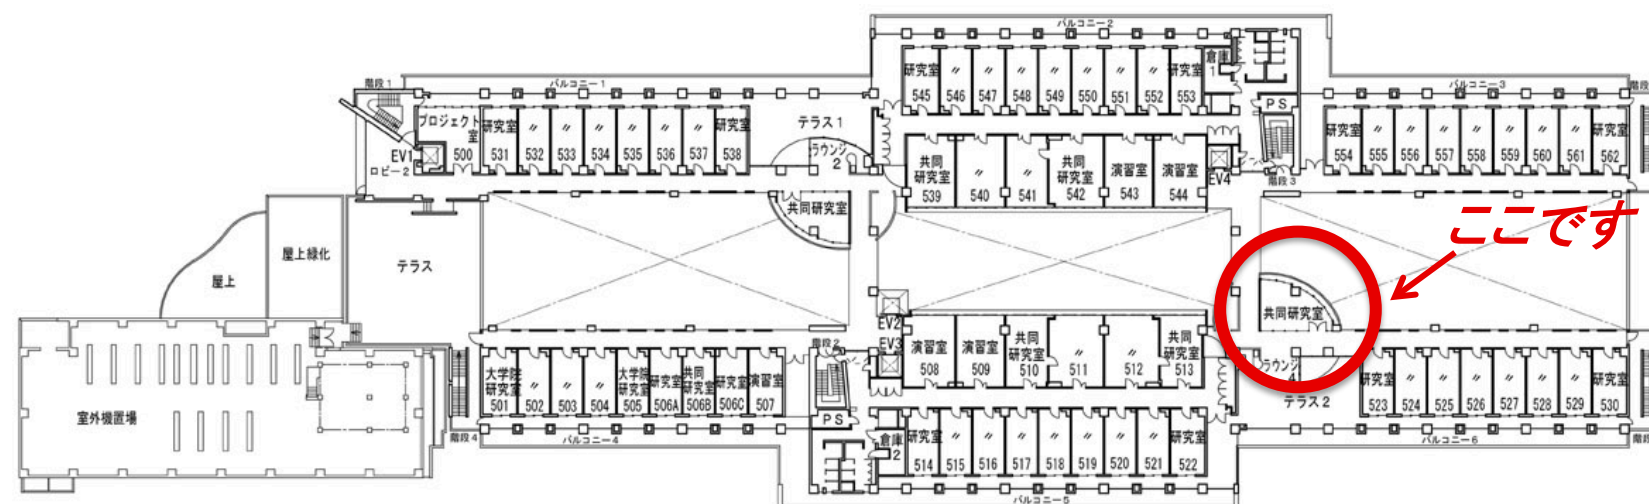 バルコニー2
研究室 〃 〃 〃 〃 〃 〃 〃 研究室
倉庫1
545 546 547 548 549 550 551 552 553
階段1
バルコニー1
バルコニー3
階段
PS
プロジェクト室 研究室 〃 〃 〃 〃 〃 〃 研究室
500 531 532 533 534 535 536 537 538
テラス1
ラウンジ2
EV1
ロビー2
共同研究室 〃 〃 共同研究室 演習室 演習室
539 540 541 542 543 544
EV4
階段3
研究室 〃 〃 〃 〃 〃 〃 〃 研究室
554 555 556 557 558 559 560 561 562
共同研究室
ここです
屋上
屋上緑化
テラス
共同研究室
EV2
EV3
階段2
演習室 演習室 共同研究室 〃 〃 共同研究室
508 509 510 511 512 513
大学院研究室 〃 〃 〃 大学院研究室 研究室 共同研究室 研究室 演習室
501 502 503 504 505 506A 506B 506C 507
ラウンジ4
テラス2
研究室 〃 〃 〃 〃 〃 〃 研究室
523 524 525 526 527 528 529 530
室外機置場
階段4
バルコニー4
PS
倉庫2
研究室 〃 〃 〃 〃 〃 〃 〃 研究室
514 515 516 517 518 519 520 521 522
バルコニー6
階段
バルコニー5